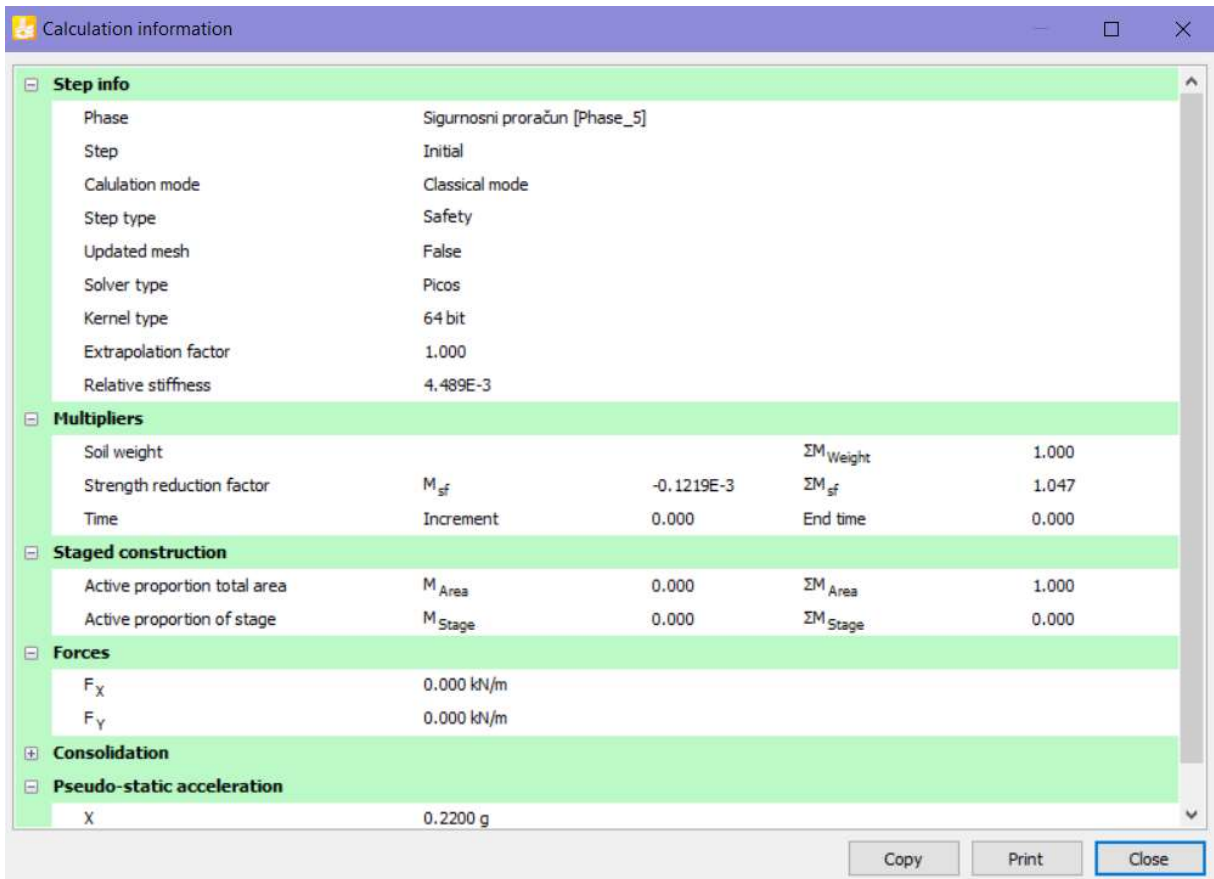 Calculation information
Step info
Phase Sigurnosni proračun [Phase_5]
Step Initial
Calulation mode Classical mode
Step type Safety
Updated mesh False
Solver type Picos
Kernel type 64 bit
Extrapolation factor 1.000
Relative stiffness 4.489E-3
Multipliers
Soil weight ΣM Weight 1.000
Strength reduction factor M sf -0.1219E-3 ΣM sf 1.047
Time Increment 0.000 End time 0.000
Staged construction
Active proportion total area M Area 0.000 ΣM Area 1.000
Active proportion of stage M Stage 0.000 ΣM Stage 0.000
Forces
F X 0.000 kN/m
F Y 0.000 kN/m
Consolidation
Pseudo-static acceleration
X 0.2200 g
Copy Print Close